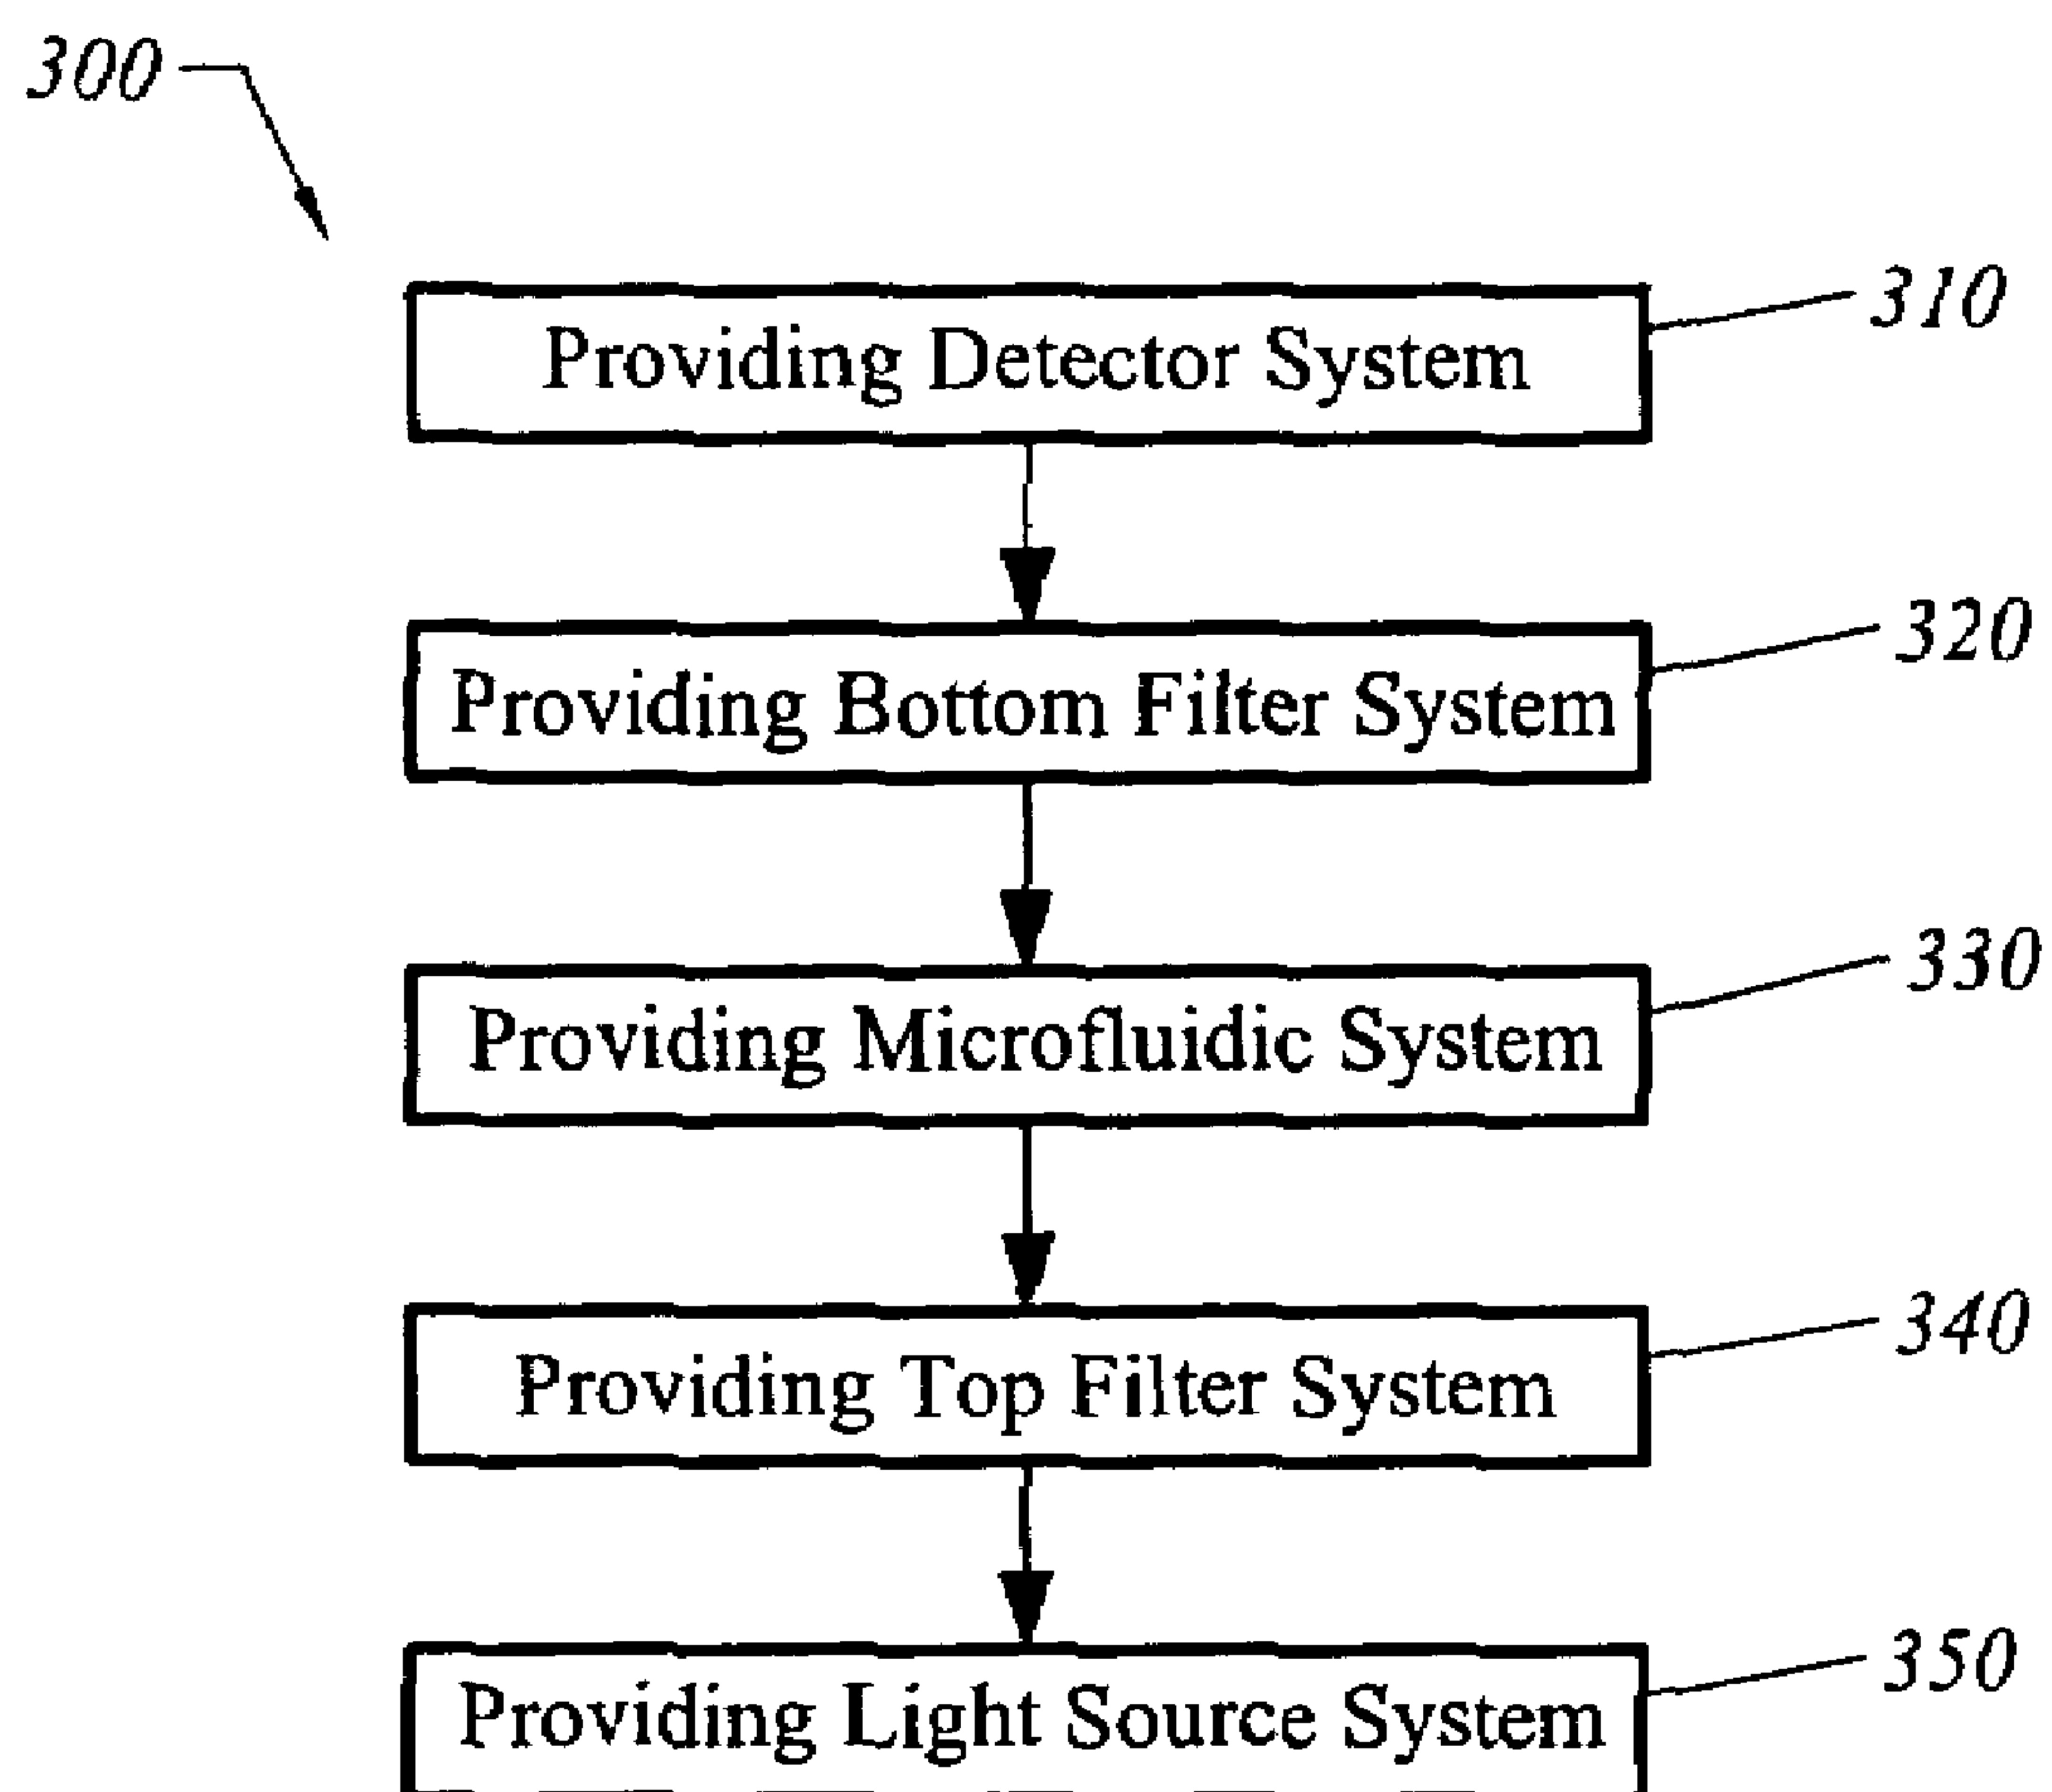 300
310
Providing Detector System
320
Providing Bottom Filter System
330
Providing Microfluidic System
340
Providing Top Filter System
350
Providing Light Source System